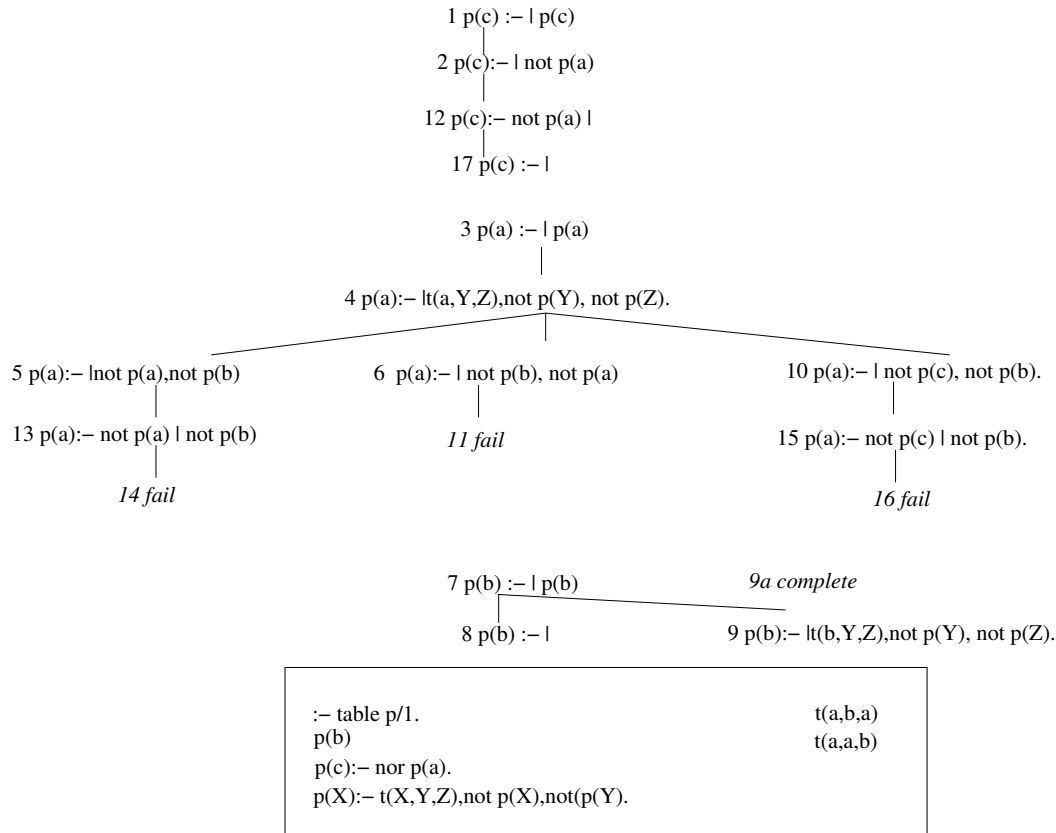 1 p(c) :– | p(c)
2 p(c):– | not p(a)
12 p(c):– not p(a) |
17 p(c) :– |
3 p(a) :– | p(a)
4 p(a):– |t(a,Y,Z),not p(Y), not p(Z).
5 p(a):– |not p(a),not p(b)
6 p(a):– | not p(b), not p(a)
10 p(a):– | not p(c), not p(b).
13 p(a):– not p(a) | not p(b)
11 fail
15 p(a):– not p(c) | not p(b).
14 fail
16 fail
7 p(b) :– | p(b)
9a complete
8 p(b) :– |
9 p(b):– |t(b,Y,Z),not p(Y), not p(Z).
:– table p/1.
t(a,b,a)
p(b)
t(a,a,b)
p(c):– nor p(a).
p(X):– t(X,Y,Z),not p(X),not(p(Y).